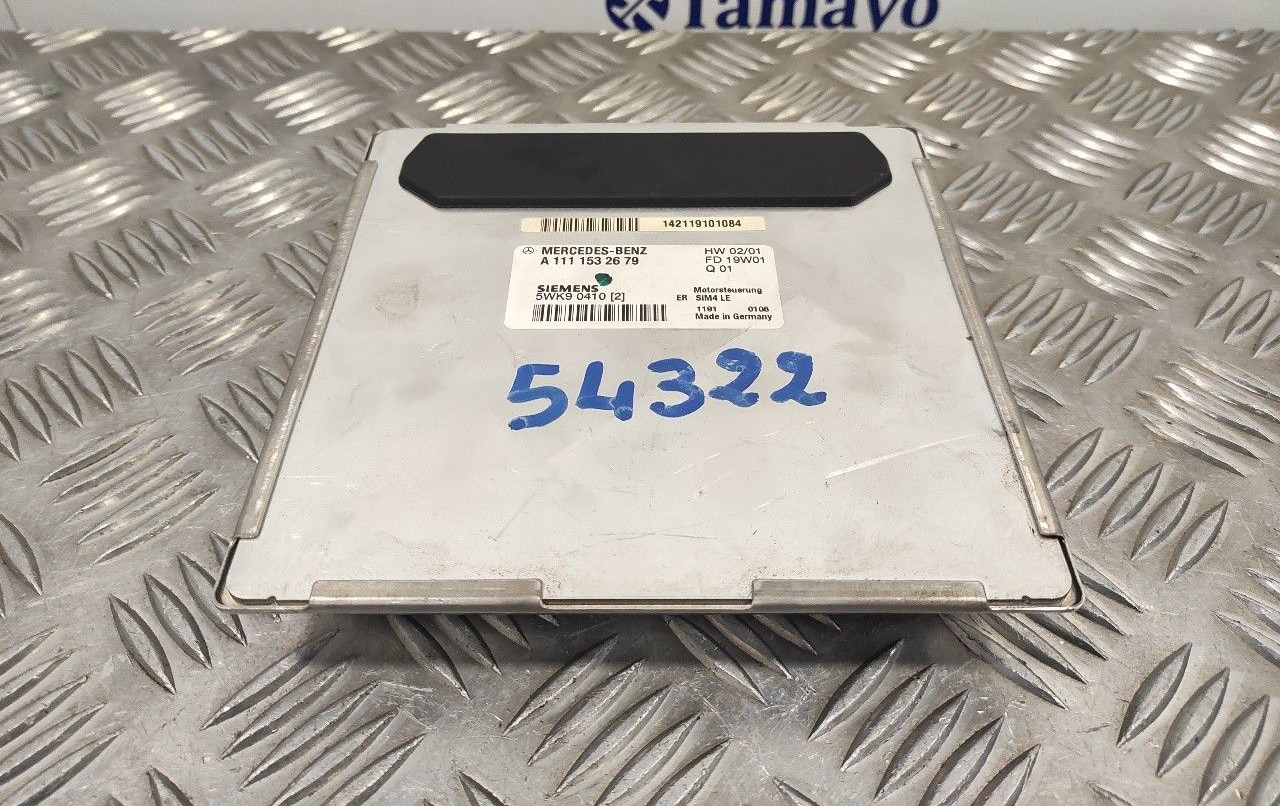 Tamayo
142119101084
MERCEDES-BENZ HW 02/01
A 111 153 26 79 FD 19W01
Q 01
SIEMENS Motorsteuerung
5WK9 0410 [2] ER SIM4 LE
1191 0106
Made in Germany
54322